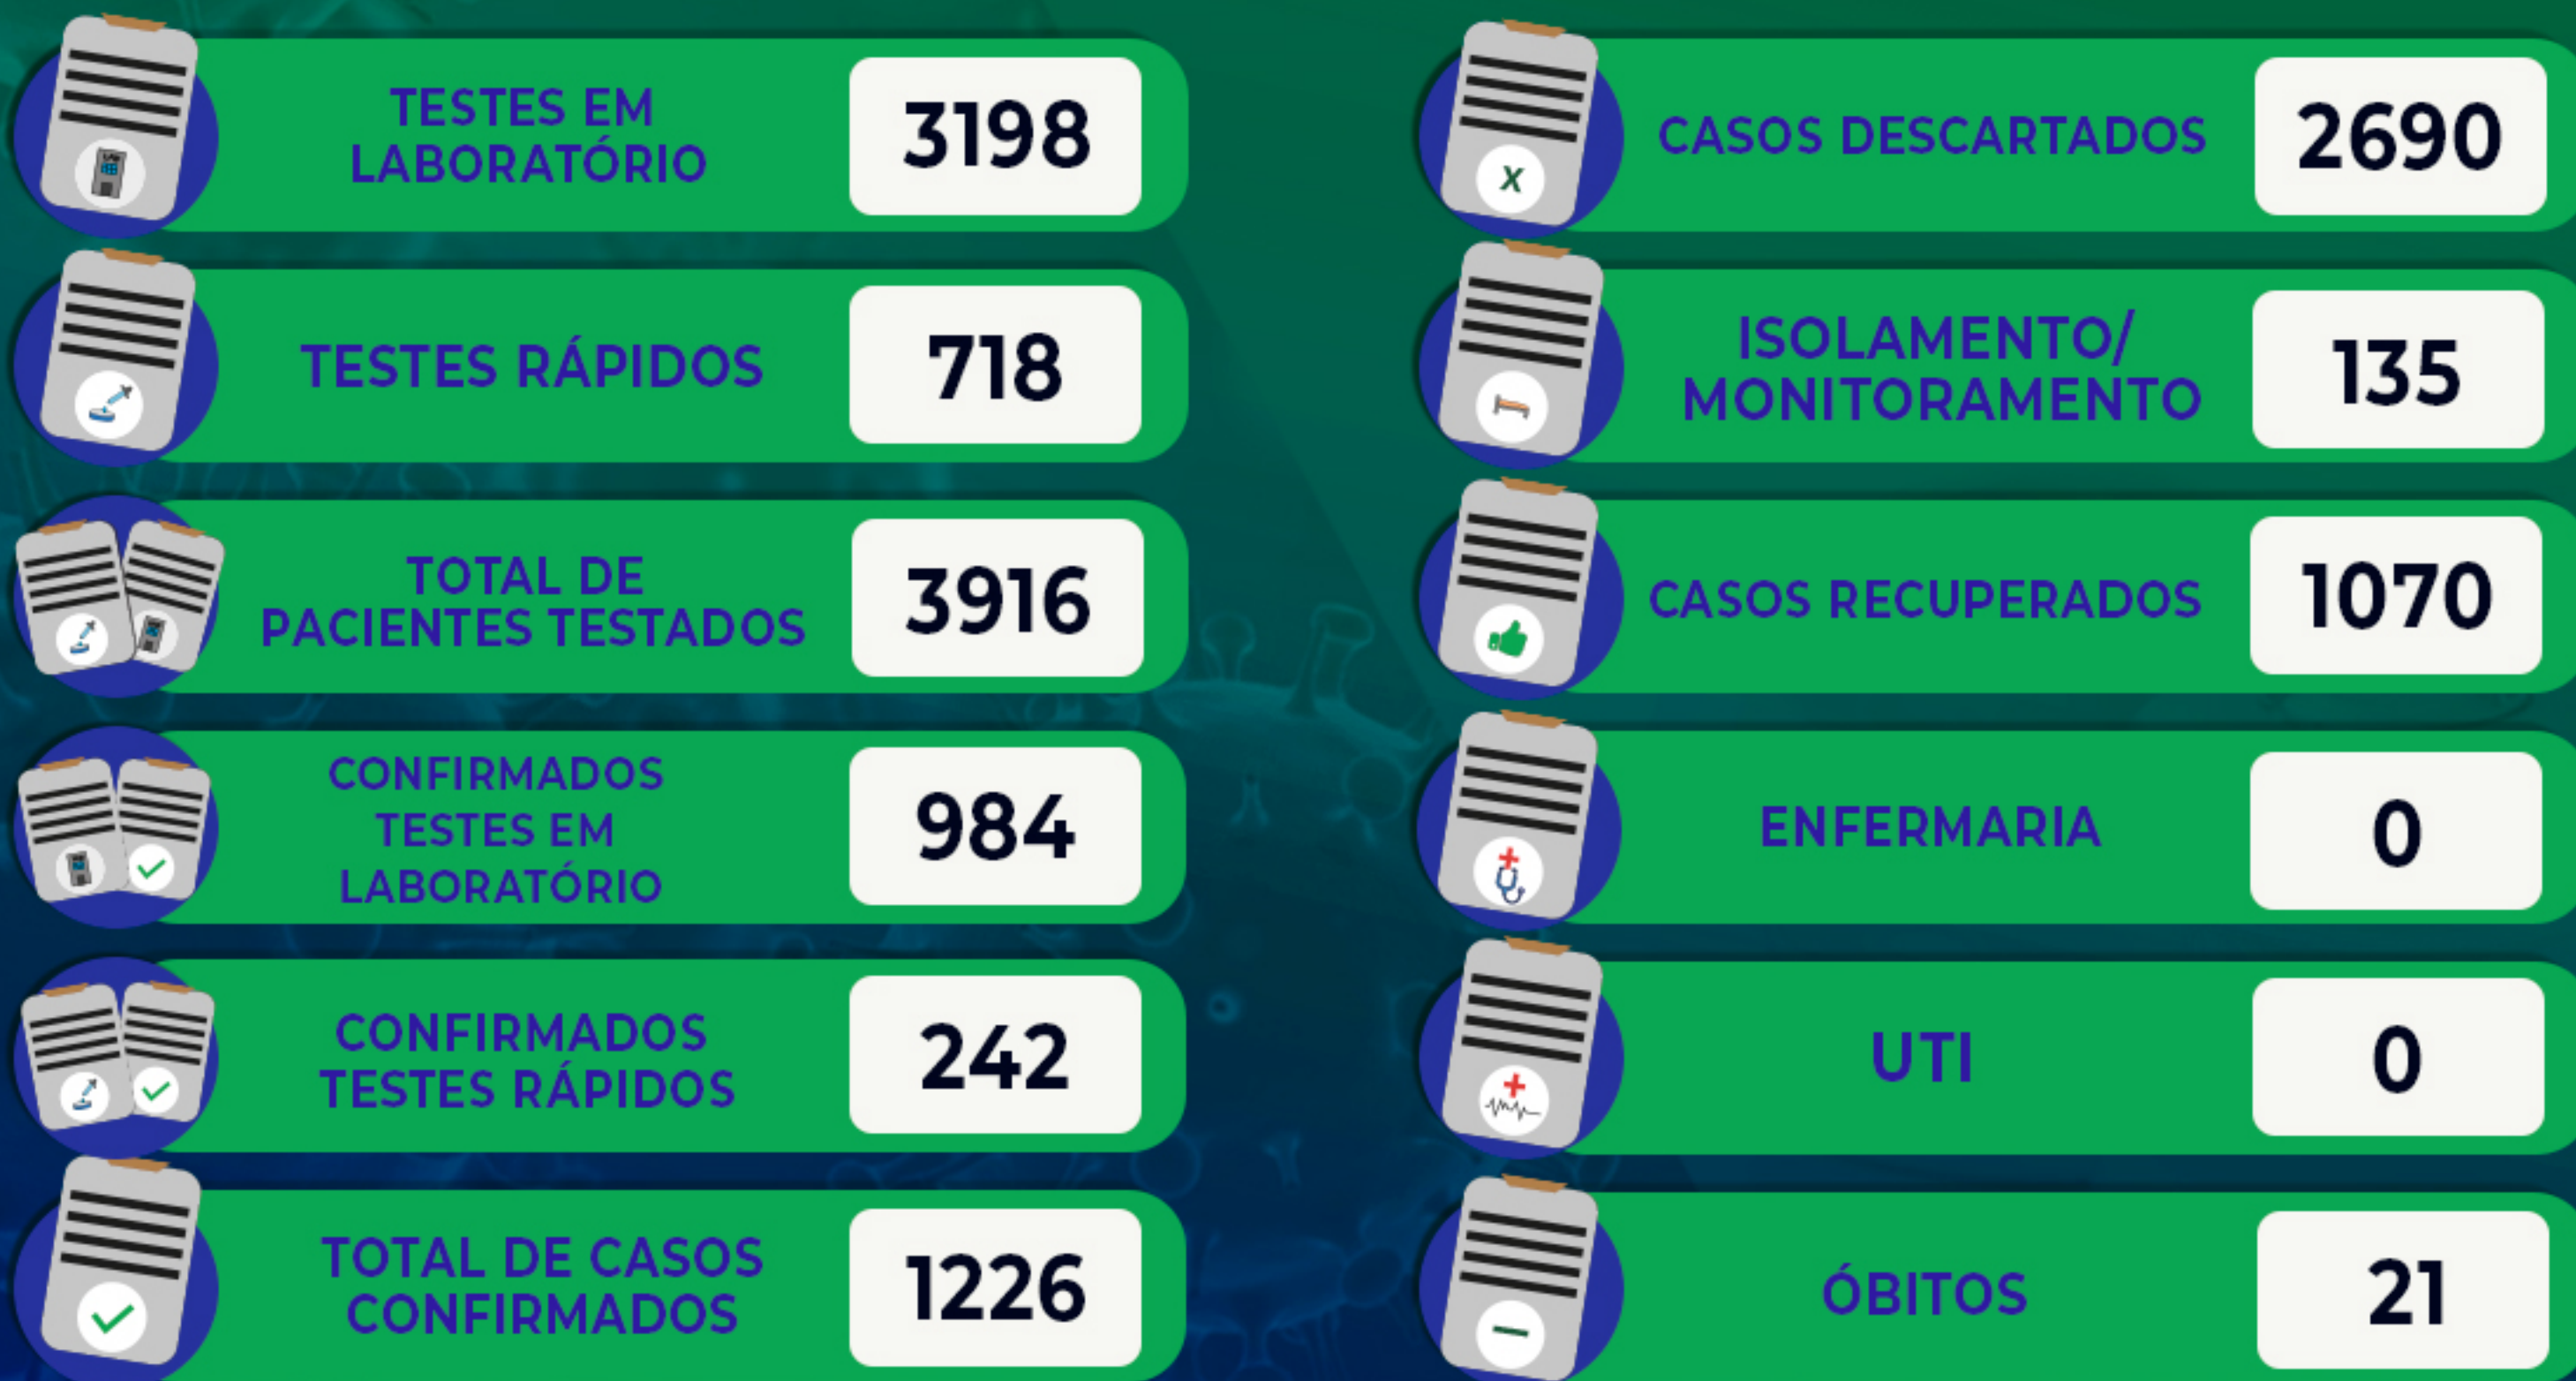 TESTES EM
LABORATÓRIO
3198
TESTES RÁPIDOS
718
TOTAL DE
PACIENTES TESTADOS
3916
CONFIRMADOS
TESTES EM
LABORATÓRIO
984
CONFIRMADOS
TESTES RÁPIDOS
242
TOTAL DE CASOS
CONFIRMADOS
1226
CASOS DESCARTADOS
2690
ISOLAMENTO/
MONITORAMENTO
135
CASOS RECUPERADOS
1070
ENFERMARIA
0
UTI
0
ÓBITOS
21